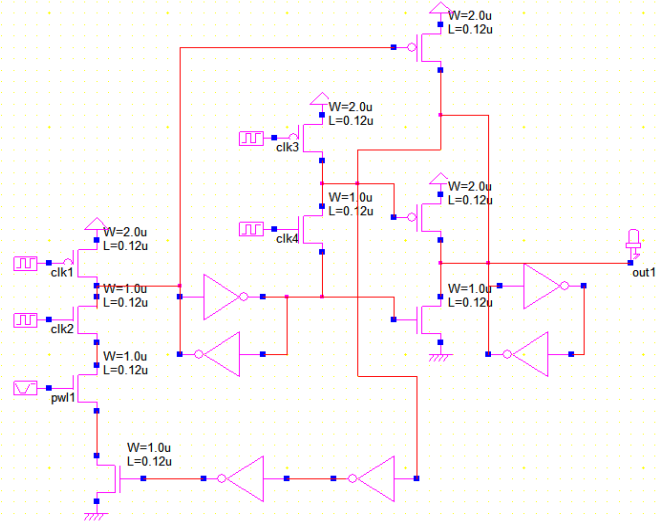 W=2.0u
L=0.12u
W=2.0u
L=0.12u
clk3
W=2.0u
L=0.12u
W=1.0u
L=0.12u
clk4
W=2.0u
L=0.12u
clk1
out1
W=1.0u
L=0.12u
W=1.0u
L=0.12u
clk2
W=1.0u
L=0.12u
pwl1
W=1.0u
L=0.12u